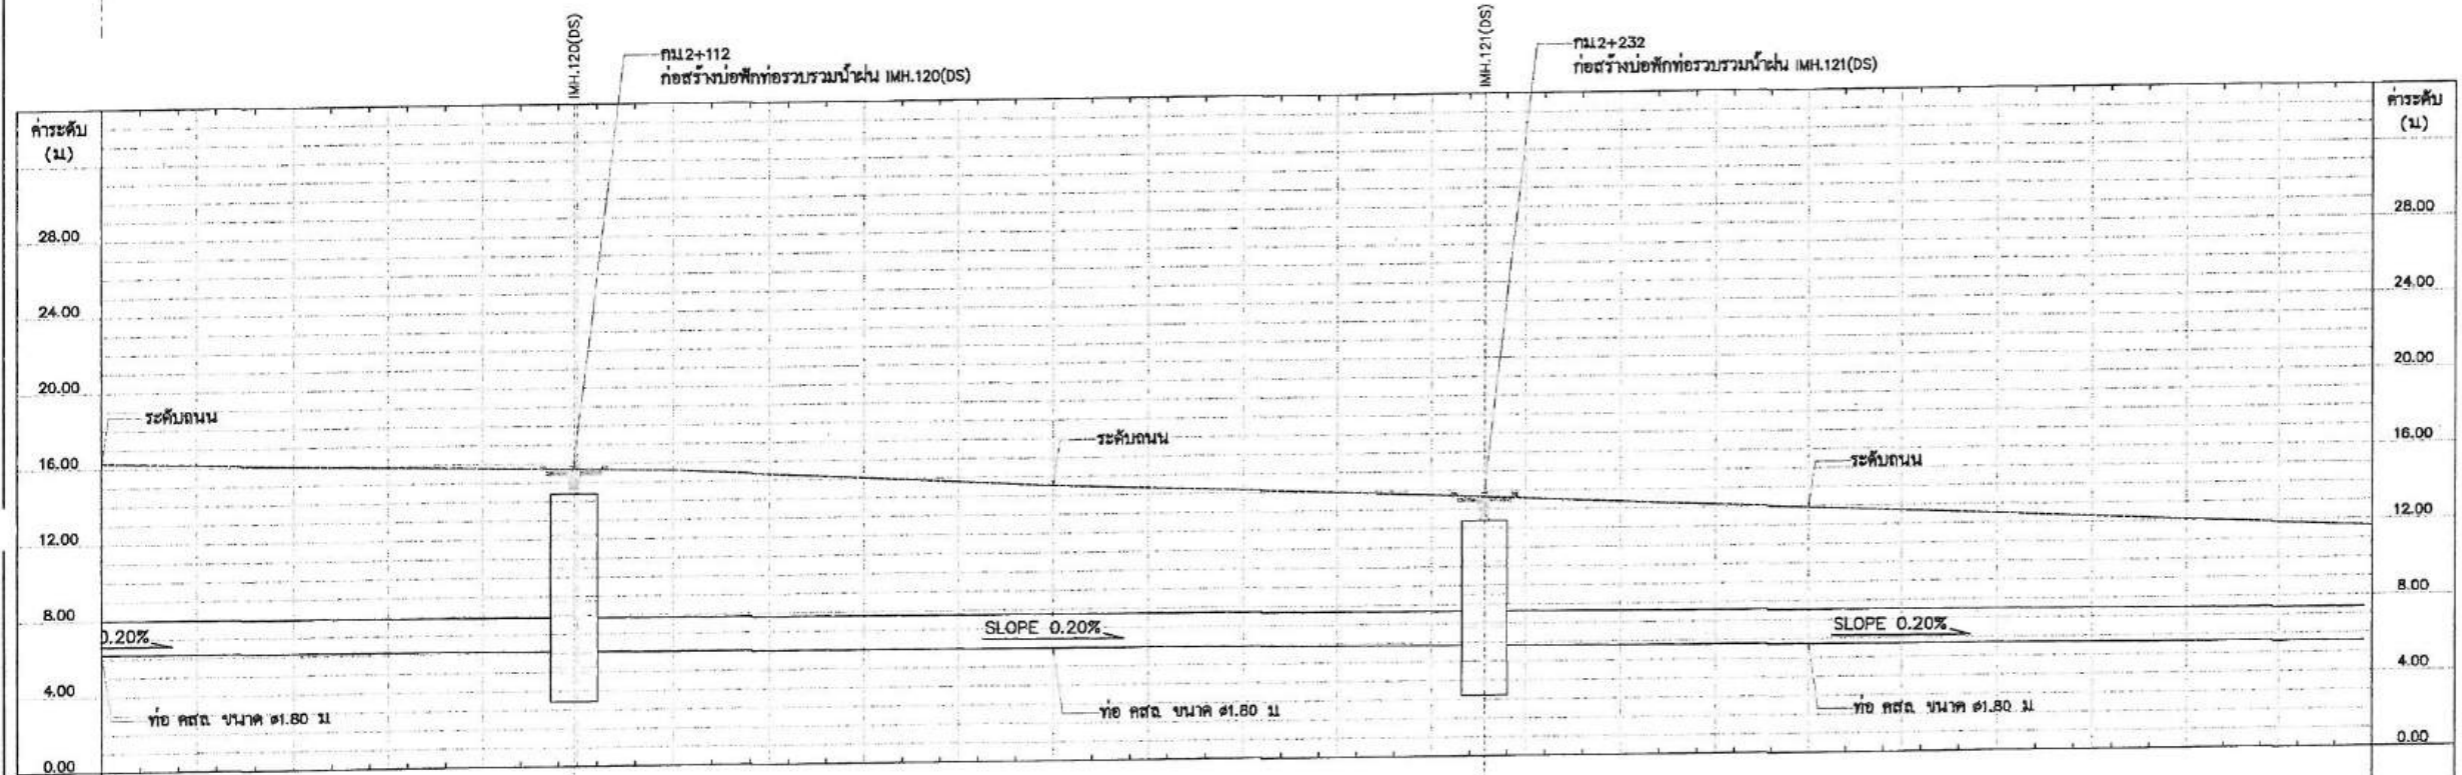 IMH.120(DS)
IMH.121(DS)
กม.2+112
ก่อสร้างบ่อพักท่อรวบรวมน้ำฝน IMH.120(DS)
กม.2+232
ก่อสร้างบ่อพักท่อรวบรวมน้ำฝน IMH.121(DS)
ค่าระดับ
(ม.)
ค่าระดับ
(ม.)
28.00
28.00
24.00
24.00
20.00
20.00
ระดับถนน
ระดับถนน
ระดับถนน
16.00
16.00
12.00
12.00
8.00
8.00
0.20%
SLOPE 0.20%
SLOPE 0.20%
4.00
4.00
ท่อ คสล. ขนาด ø1.80 ม.
ท่อ คสล. ขนาด ø1.80 ม.
ท่อ คสล. ขนาด ø1.80 ม.
0.00
0.00